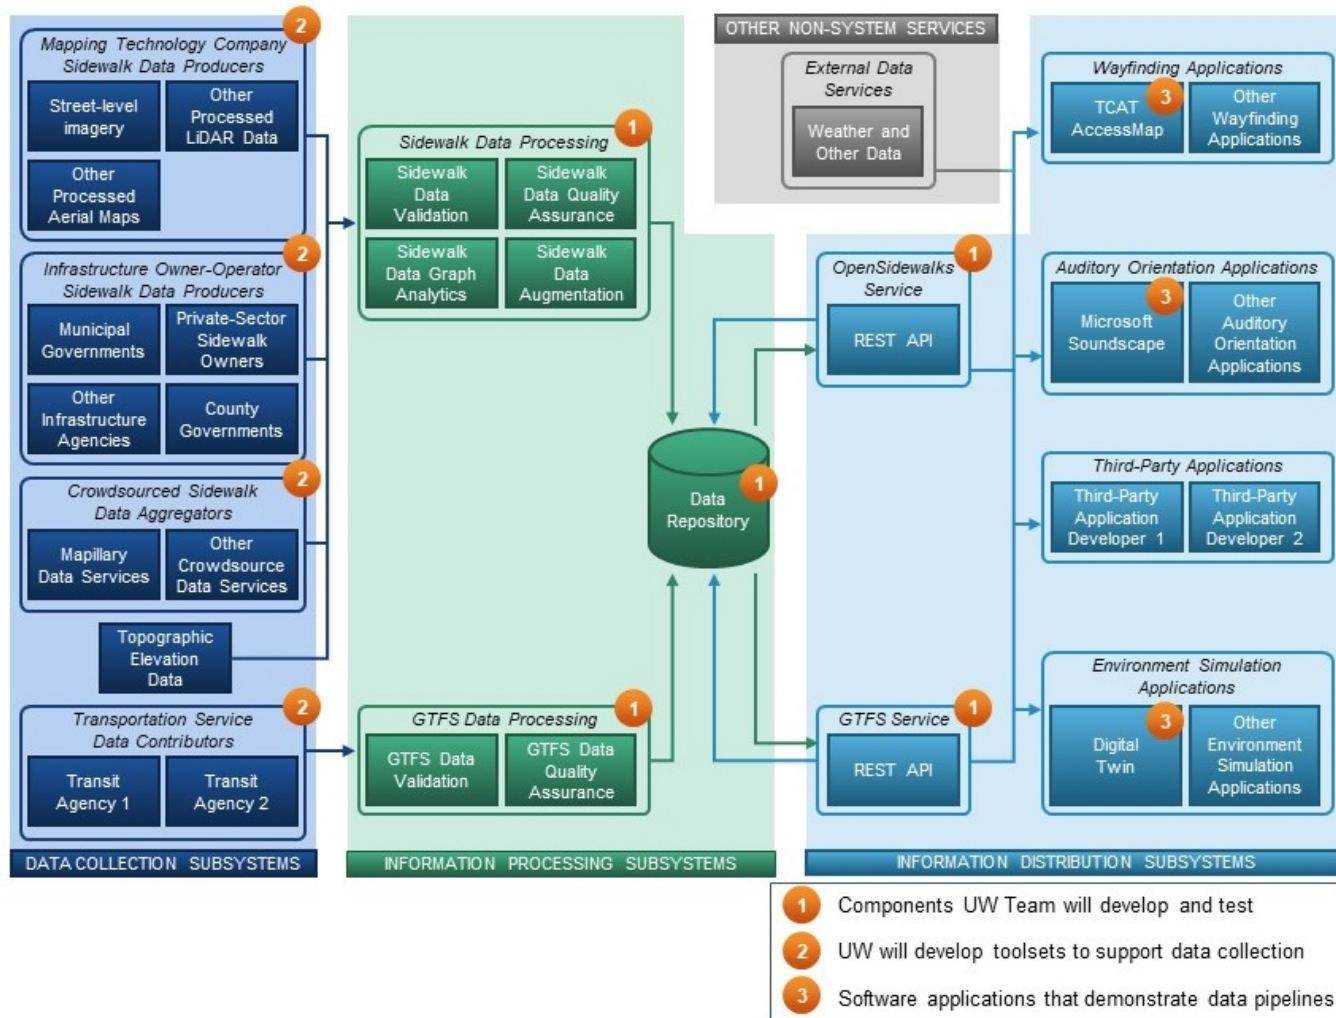 2
Mapping Technology Company
Sidewalk Data Producers
Street-level
imagery
Other
Processed
LiDAR Data
Other
Processed
Aerial Maps
2
Infrastructure Owner-Operator
Sidewalk Data Producers
Municipal
Governments
Private-Sector
Sidewalk
Owners
Other
Infrastructure
Agencies
County
Governments
2
Crowdsourced Sidewalk
Data Aggregators
Mapillary
Data Services
Other
Crowdsource
Data Services
Topographic
Elevation
Data
2
Transportation Service
Data Contributors
Transit
Agency 1
Transit
Agency 2
DATA COLLECTION SUBSYSTEMS
1
Sidewalk Data Processing
Sidewalk
Data
Validation
Sidewalk
Data Quality
Assurance
Sidewalk
Data Graph
Analytics
Sidewalk
Data
Augmentation
Data
Repository
1
1
GTFS Data Processing
GTFS Data
Validation
GTFS Data
Quality
Assurance
INFORMATION PROCESSING SUBSYSTEMS
OTHER NON-SYSTEM SERVICES
External Data
Services
Weather and
Other Data
1
OpenSidewalks
Service
REST API
1
GTFS Service
REST API
Wayfinding Applications
3
TCAT
AccessMap
Other
Wayfinding
Applications
Auditory Orientation Applications
3
Microsoft
Soundscape
Other
Auditory
Orientation
Applications
Third-Party Applications
Third-Party
Application
Developer 1
Third-Party
Application
Developer 2
Environment Simulation
Applications
3
Digital
Twin
Other
Environment
Simulation
Applications
INFORMATION DISTRIBUTION SUBSYSTEMS
1 Components UW Team will develop and test
2 UW will develop toolsets to support data collection
3 Software applications that demonstrate data pipelines